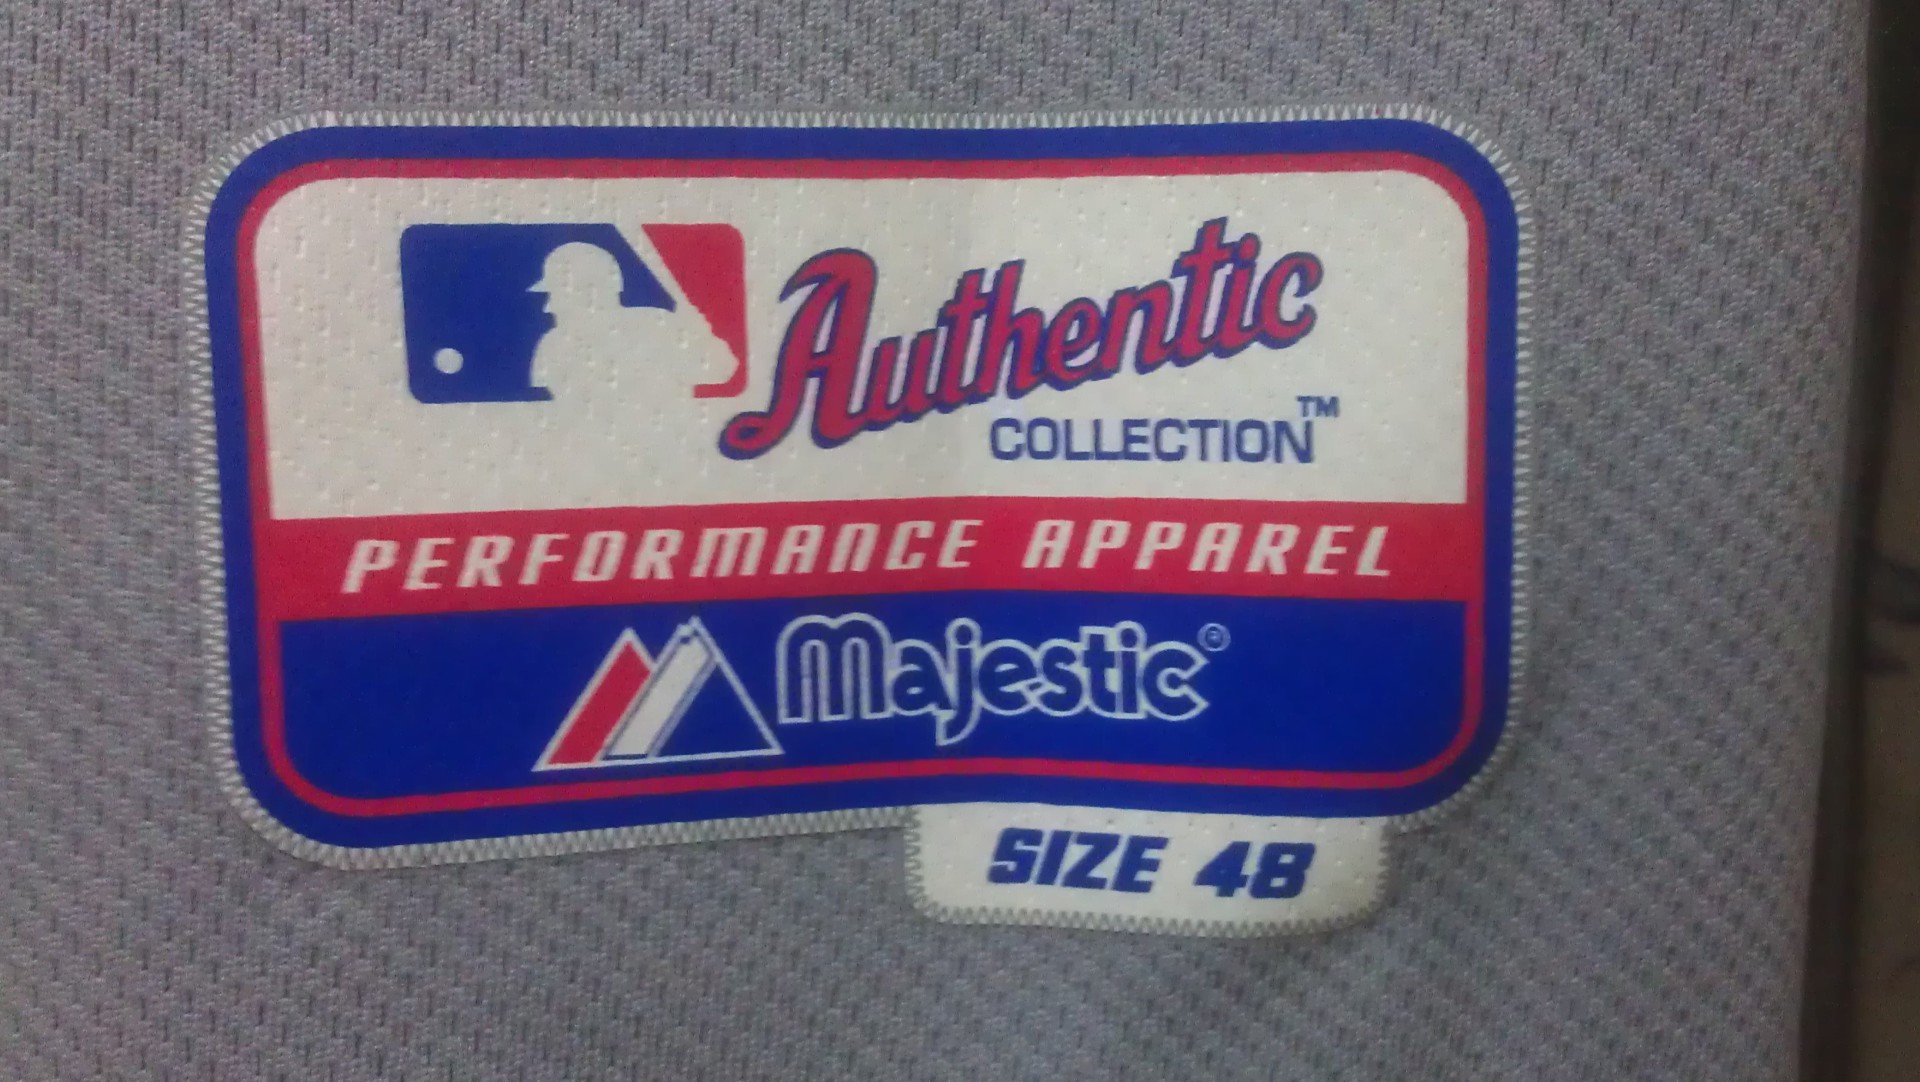 Authentic
COLLECTION™
PERFORMANCE APPAREL
Majestic®
SIZE 48